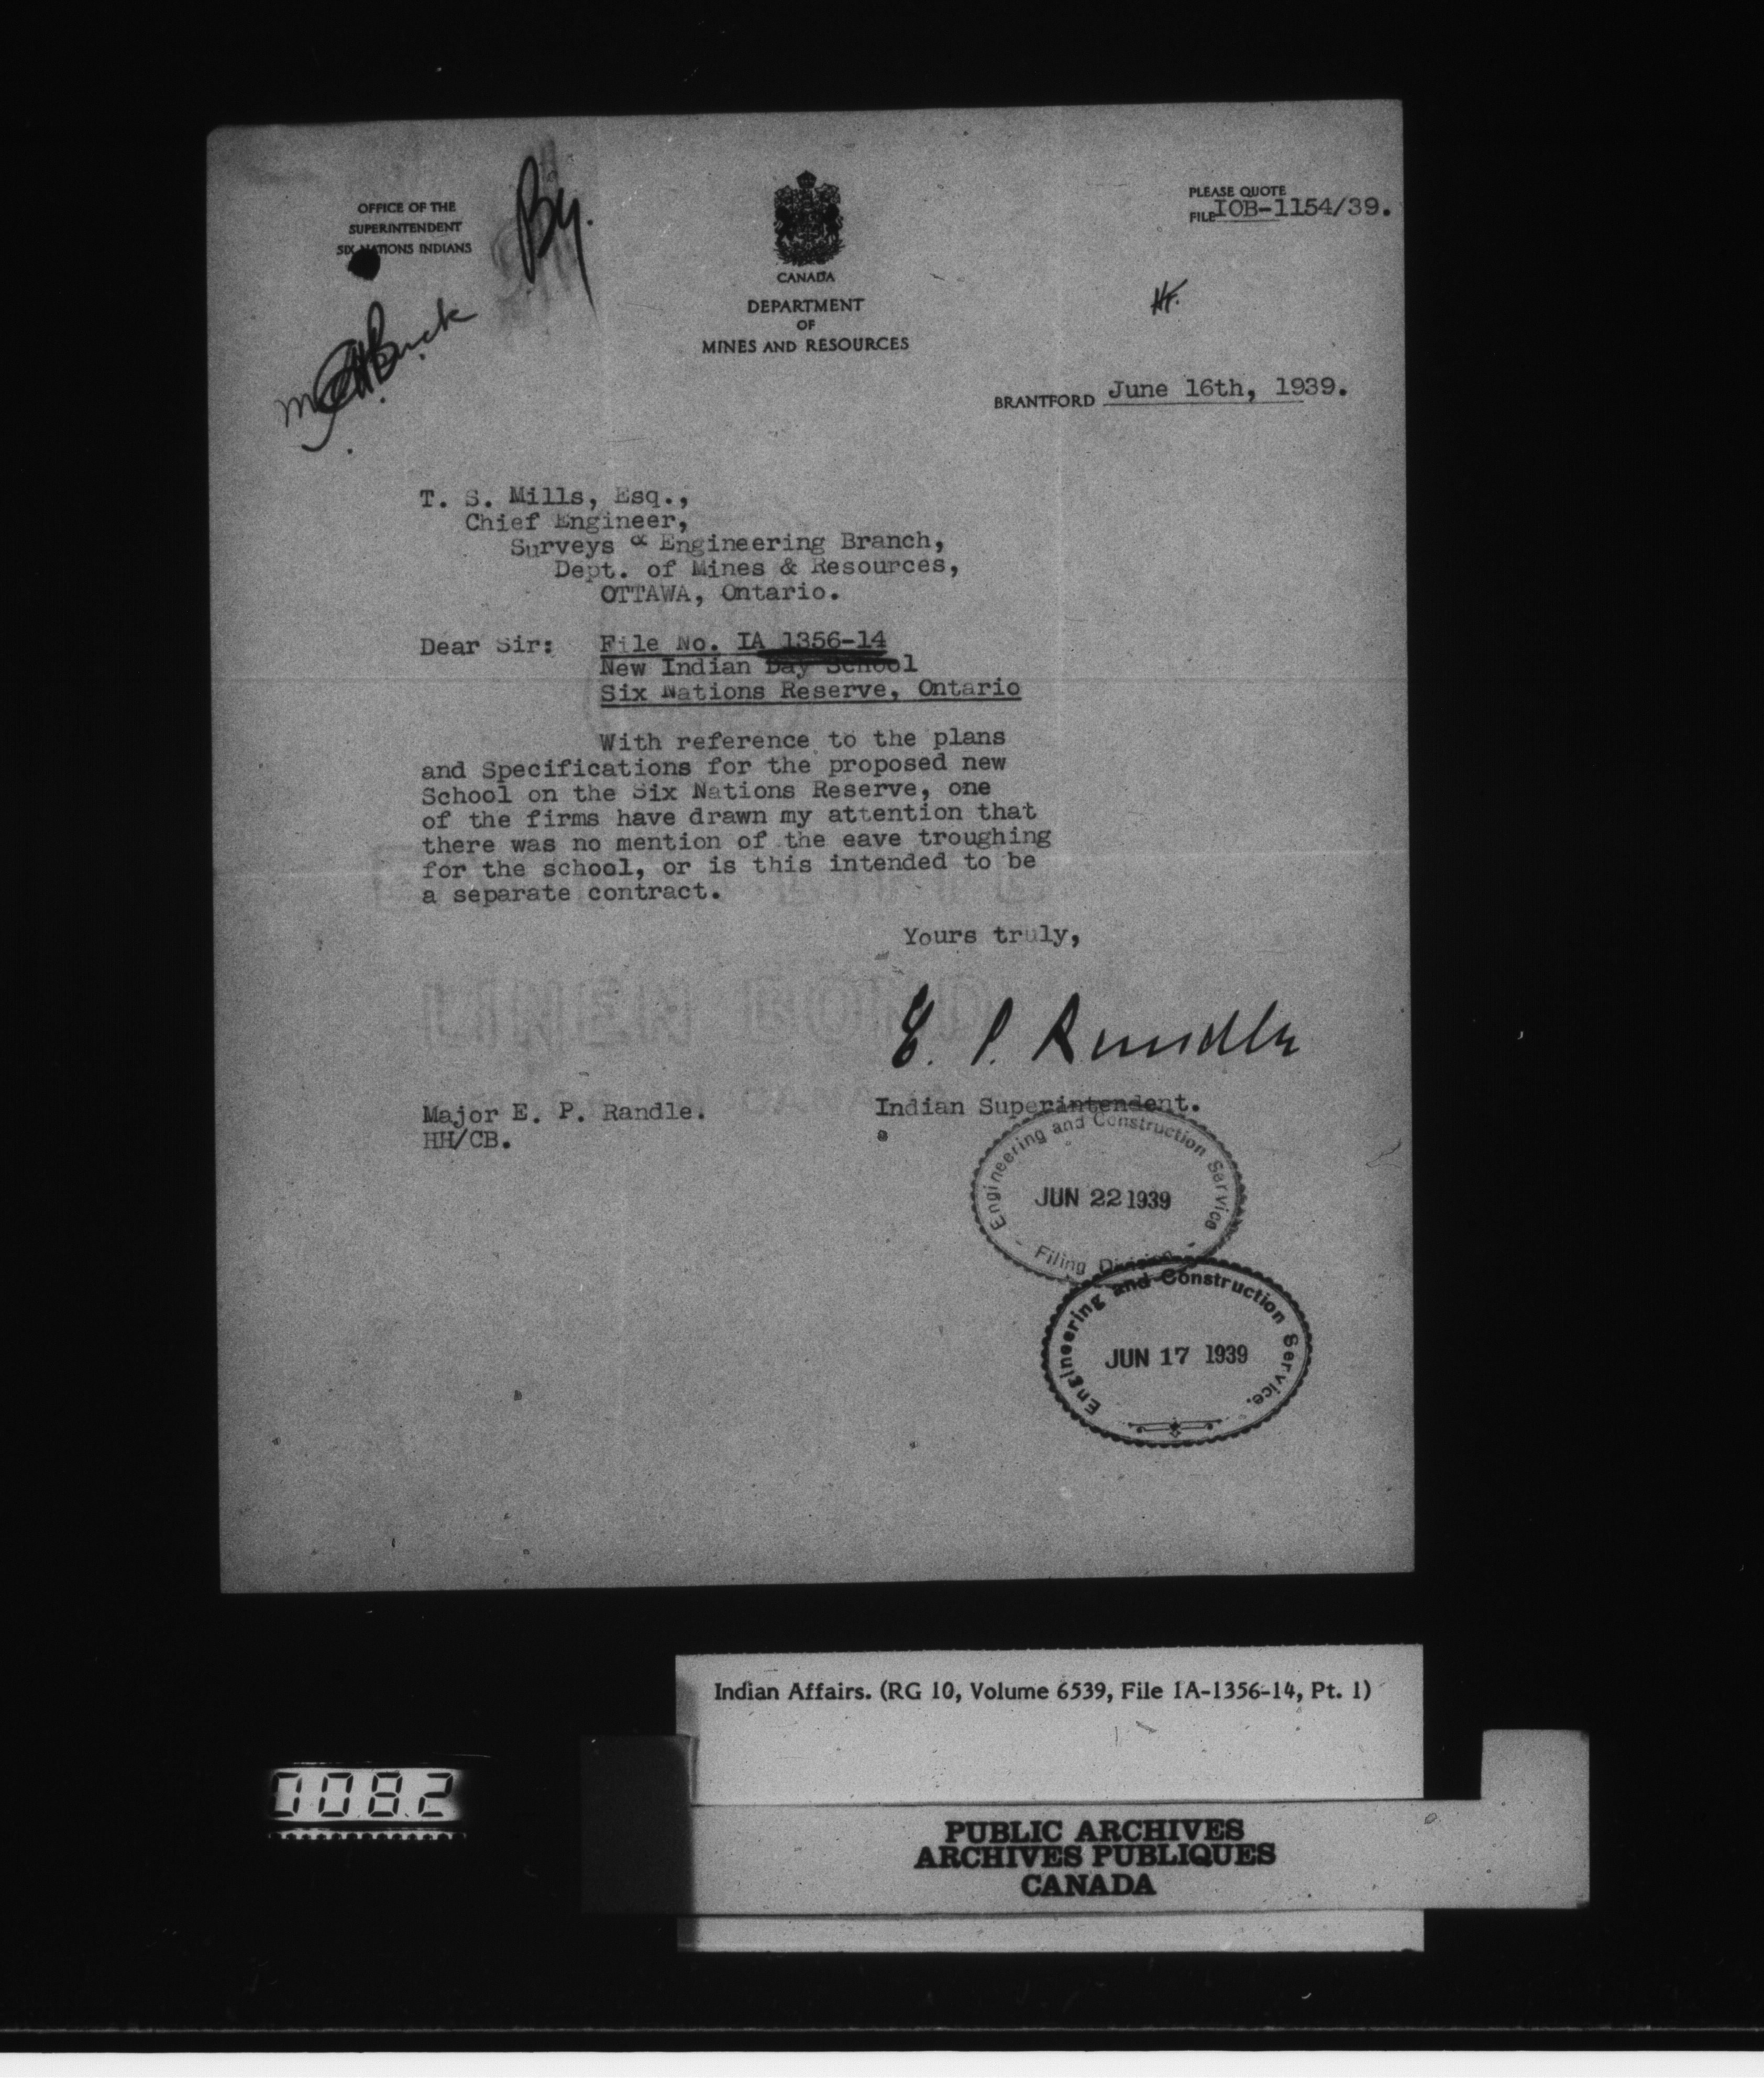 OFFICE OF THE
SUPERINTENDENT
SIX NATIONS INDIANS
By.
CANADA
DEPARTMENT
OF
MINES AND RESOURCES
PLEASE QUOTE
FILE IOB-1154/39.
BRANTFORD June 16th, 1939.
T. S. Mills, Esq.,
Chief Engineer,
Surveys & Engineering Branch,
Dept. of Mines & Resources,
OTTAWA, Ontario.
Dear Sir: File No. IA 1356-14
New Indian Day School
Six Nations Reserve, Ontario
With reference to the plans
and Specifications for the proposed new
School on the Six Nations Reserve, one
of the firms have drawn my attention that
there was no mention of the eave troughing
for the school, or is this intended to be
a separate contract.
Yours truly,
LINEN BOND
E. P. Randle
Major E. P. Randle.
Indian Superintendent.
HH/CB.
Engineering and Construction Service
JUN 22 1939
Filing Division
Engineering and Construction Service.
JUN 17 1939
Indian Affairs. (RG 10, Volume 6539, File IA-1356-14, Pt. 1)
0082
PUBLIC ARCHIVES
ARCHIVES PUBLIQUES
CANADA